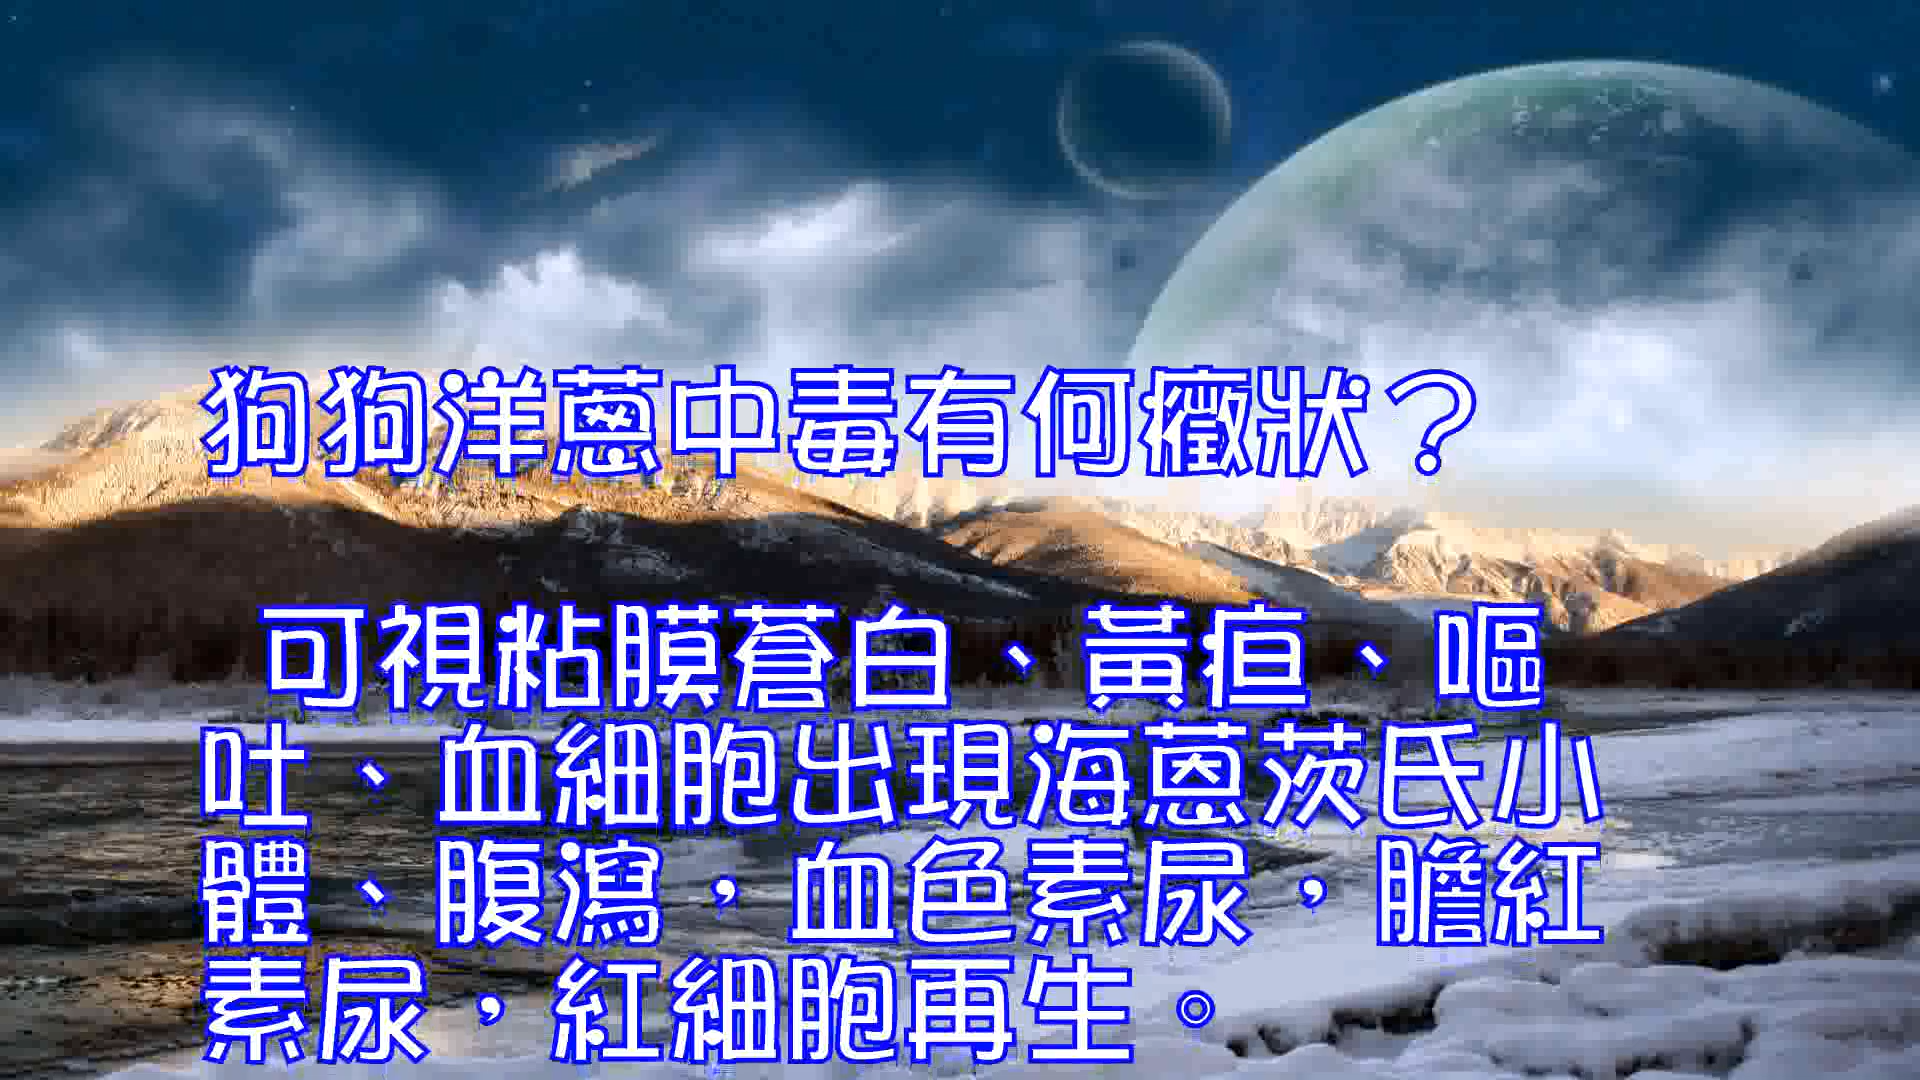 狗狗洋蔥中毒有何癥狀？
可視粘膜蒼白、黃疸、嘔
吐、血細胞出現海蒽茨氏小
體、腹瀉，血色素尿，膽紅
素尿，紅細胞再生。